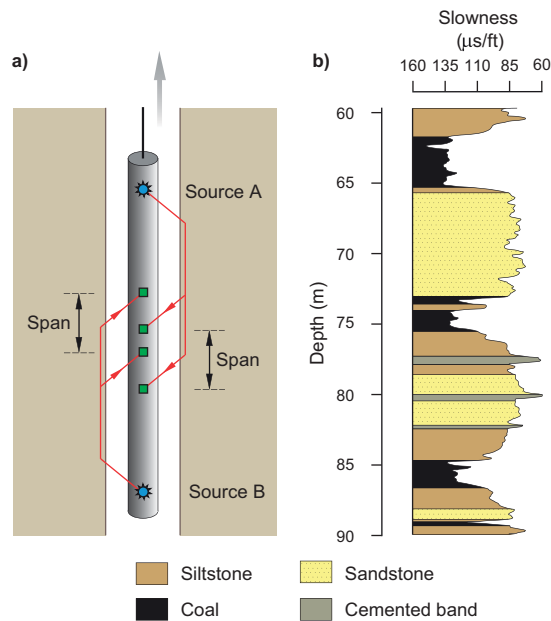 a)
Source A
Span
Span
Source B
b)
Slowness
(μs/ft)
160 135 110 85 60
Depth (m)
60
65
70
75
80
85
90
Siltstone
Sandstone
Coal
Cemented band